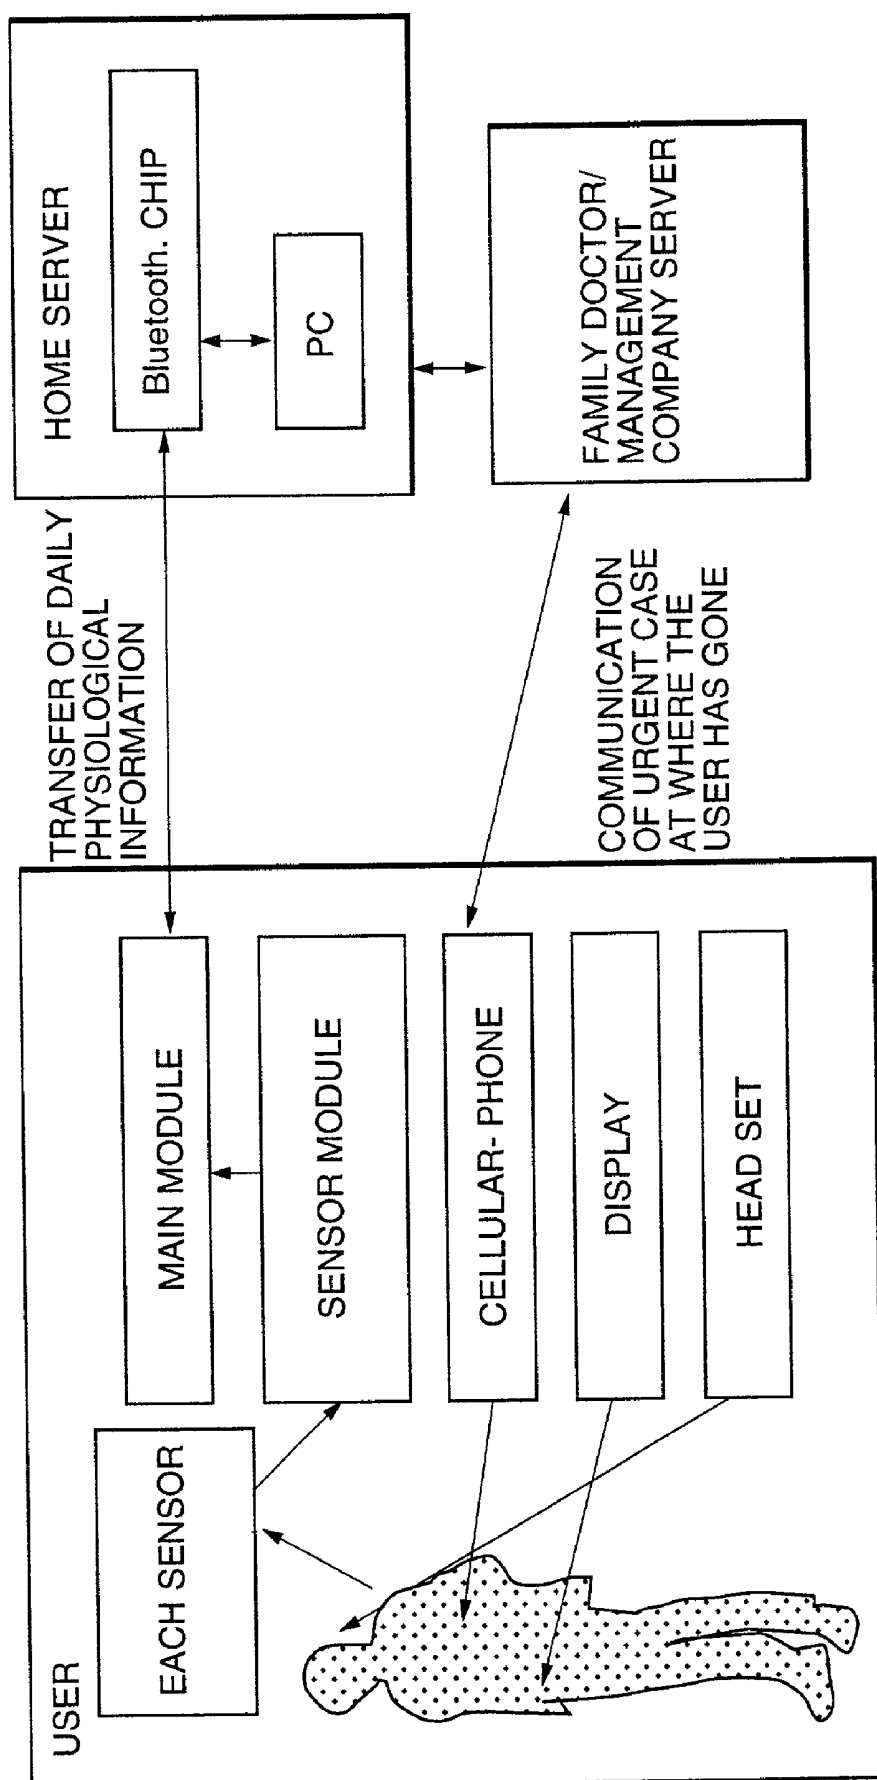 USER
EACH SENSOR
MAIN MODULE
SENSOR MODULE
CELLULAR- PHONE
DISPLAY
HEAD SET
TRANSFER OF DAILY
PHYSIOLOGICAL
INFORMATION
COMMUNICATION
OF URGENT CASE
AT WHERE THE
USER HAS GONE
HOME SERVER
Bluetooth. CHIP
PC
FAMILY DOCTOR/
MANAGEMENT
COMPANY SERVER